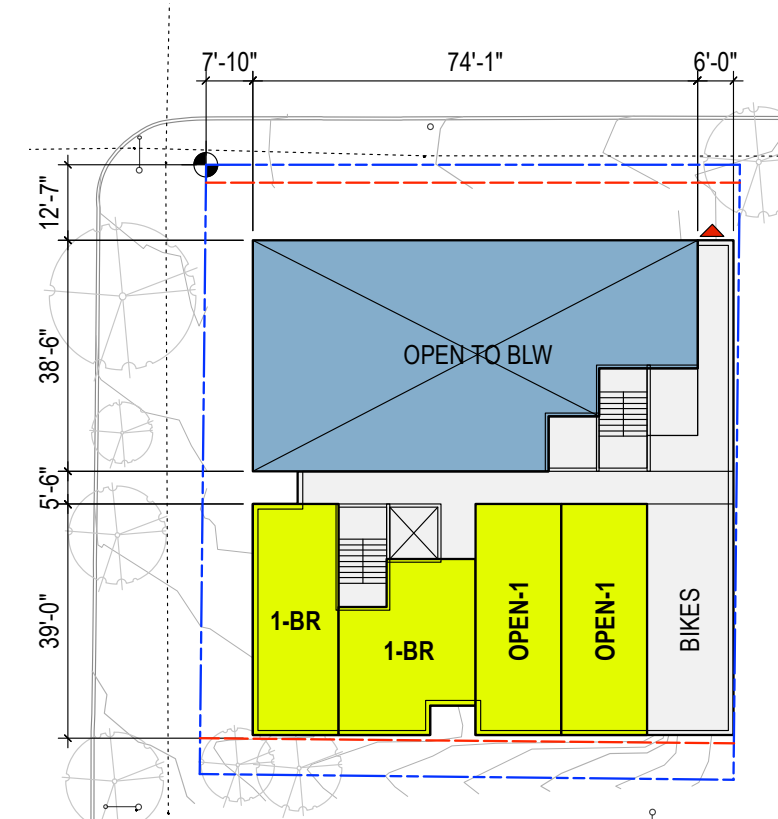 7'-10"
74'-1"
6'-0"
12'-7"
38'-6"
5'-6"
39'-0"
OPEN TO BLW
1-BR
1-BR
OPEN-1
OPEN-1
BIKES